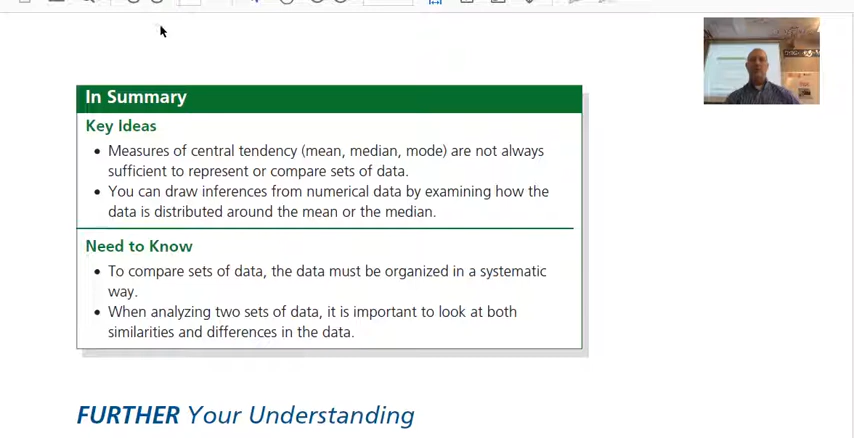 In Summary
Key Ideas
• Measures of central tendency (mean, median, mode) are not always
sufficient to represent or compare sets of data.
• You can draw inferences from numerical data by examining how the
data is distributed around the mean or the median.
Need to Know
• To compare sets of data, the data must be organized in a systematic
way.
• When analyzing two sets of data, it is important to look at both
similarities and differences in the data.
FURTHER Your Understanding